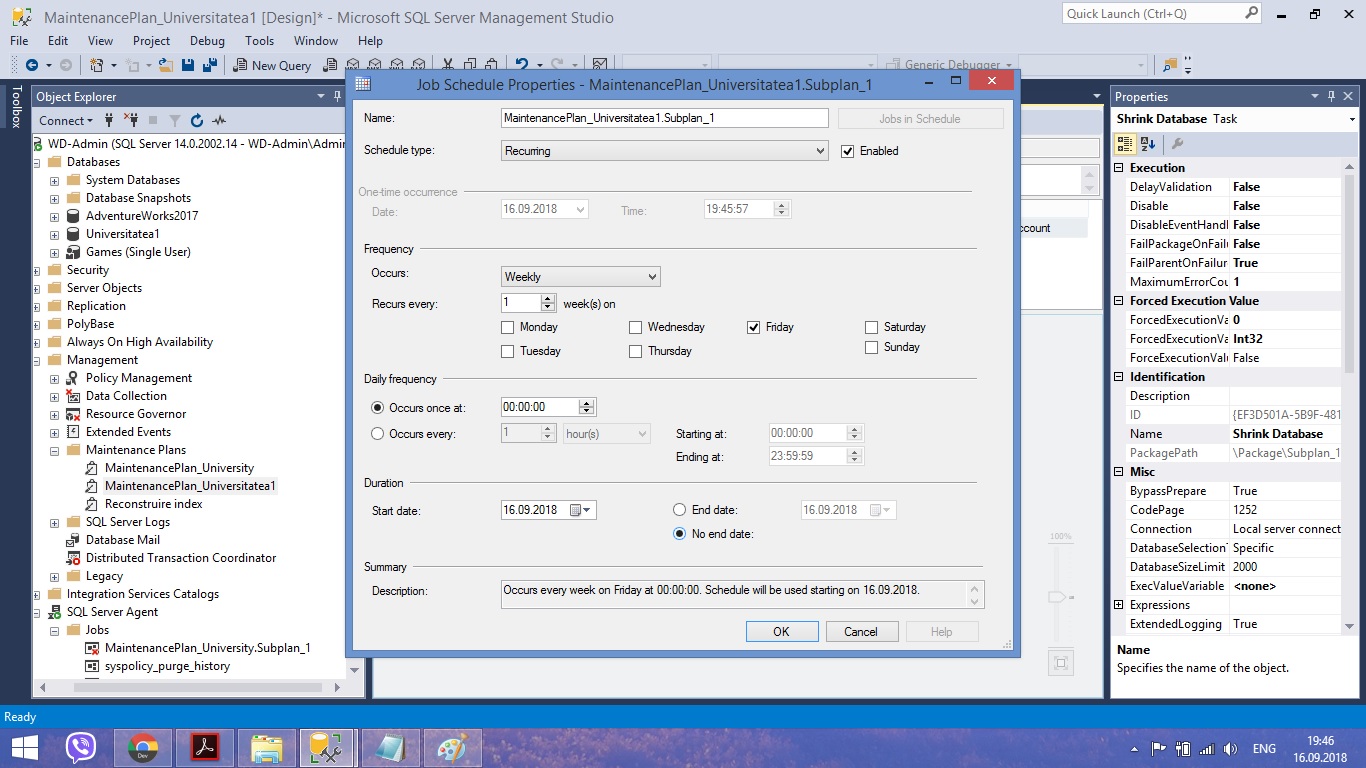 MaintenancePlan_Universitatea1 [Design]* - Microsoft SQL Server Management Studio
Quick Launch (Ctrl+Q)
File Edit View Project Debug Tools Window Help
New Query
Generic Debugger
Toolbox
Object Explorer
Connect
WD-Admin (SQL Server 14.0.2002.14 - WD-Admin\Admin
Databases
System Databases
Database Snapshots
AdventureWorks2017
Universitatea1
Games (Single User)
Security
Server Objects
Replication
PolyBase
Always On High Availability
Management
Policy Management
Data Collection
Resource Governor
Extended Events
Maintenance Plans
MaintenancePlan_University
MaintenancePlan_Universitatea1
Reconstruire index
SQL Server Logs
Database Mail
Distributed Transaction Coordinator
Legacy
Integration Services Catalogs
SQL Server Agent
Jobs
MaintenancePlan_University.Subplan_1
syspolicy_purge_history
Job Schedule Properties - MaintenancePlan_Universitatea1.Subplan_1
Name: MaintenancePlan_Universitatea1.Subplan_1 Jobs in Schedule
Schedule type: Recurring Enabled
One-time occurrence
Date: 16.09.2018 Time: 19:45:57
Frequency
Occurs: Weekly
Recurs every: 1 week(s) on
Monday Wednesday Friday Saturday
Tuesday Thursday Sunday
Daily frequency
Occurs once at: 00:00:00
Occurs every: 1 hour(s) Starting at: 00:00:00
Ending at: 23:59:59
Duration
Start date: 16.09.2018 End date: 16.09.2018
No end date:
Summary
Description: Occurs every week on Friday at 00:00:00. Schedule will be used starting on 16.09.2018.
OK Cancel Help
ccount
100%
Properties
Shrink Database Task
Execution
DelayValidation False
Disable False
DisableEventHandl False
FailPackageOnFailu False
FailParentOnFailur True
MaximumErrorCou 1
Forced Execution Value
ForcedExecutionVa 0
ForcedExecutionVa Int32
ForceExecutionValu False
Identification
Description
ID {EF3D501A-5B9F-481
Name Shrink Database
PackagePath \Package\Subplan_1
Misc
BypassPrepare True
CodePage 1252
Connection Local server connect
DatabaseSelectionT Specific
DatabaseSizeLimit 2000
ExecValueVariable <none>
Expressions
ExtendedLogging True
Name
Specifies the name of the object.
Ready
Dev
ENG
19:46
16.09.2018